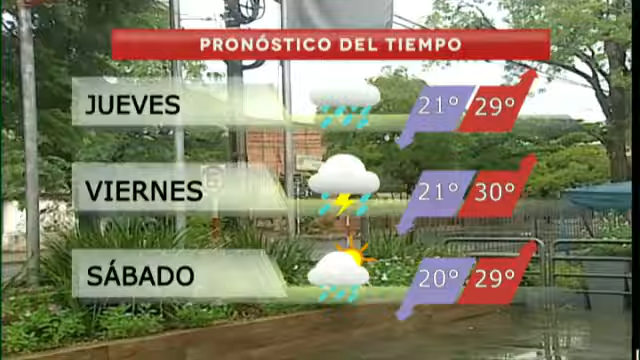 PRONÓSTICO DEL TIEMPO
JUEVES 21° 29°
VIERNES 21° 30°
SÁBADO 20° 29°